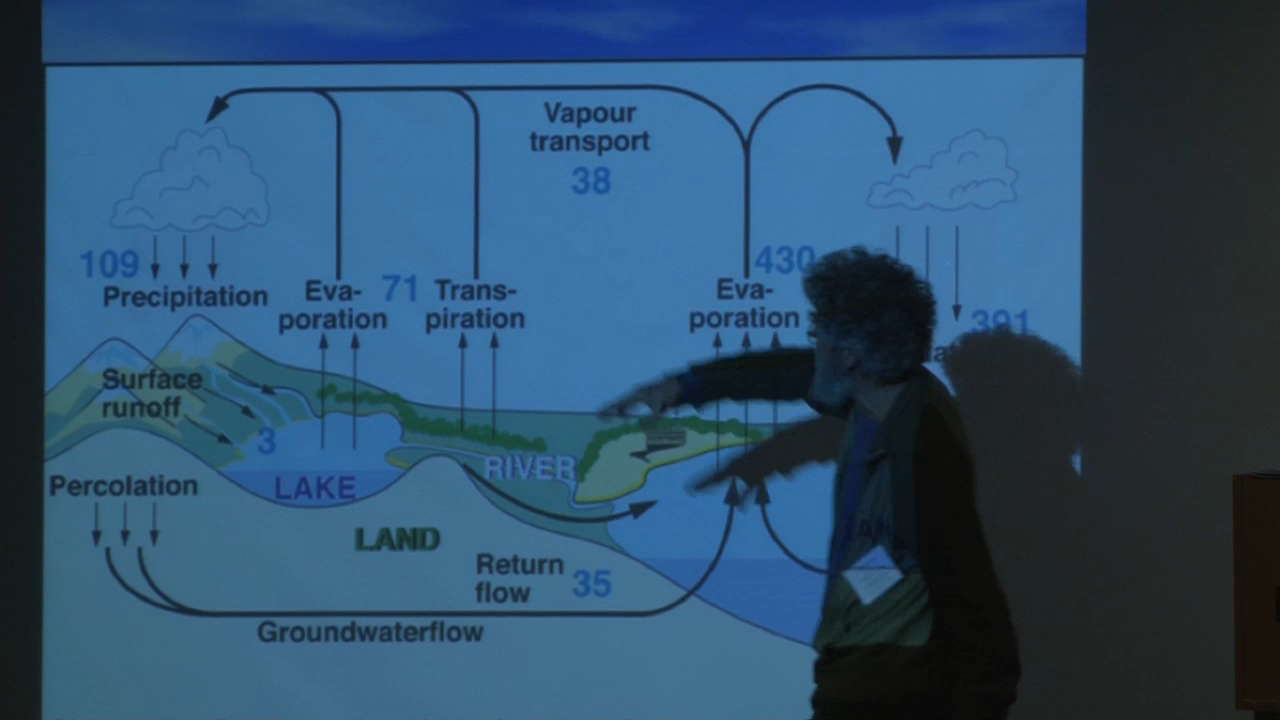 Vapour
transport
38
109
Precipitation
Eva-
poration
71
Trans-
piration
430
Eva-
poration
391
Surface
runoff
3
LAKE
RIVER
Percolation
LAND
Return
flow
35
Groundwaterflow